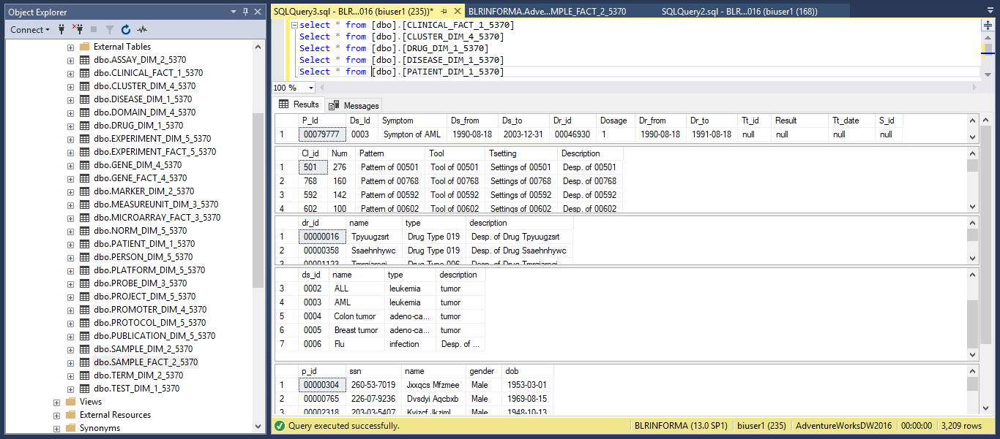 Object Explorer
Connect
External Tables
dbo.ASSAY_DIM_2_5370
dbo.CLINICAL_FACT_1_5370
dbo.CLUSTER_DIM_4_5370
dbo.DISEASE_DIM_1_5370
dbo.DOMAIN_DIM_4_5370
dbo.DRUG_DIM_1_5370
dbo.EXPERIMENT_DIM_5_5370
dbo.EXPERIMENT_FACT_5_5370
dbo.GENE_DIM_4_5370
dbo.GENE_FACT_4_5370
dbo.MARKER_DIM_2_5370
dbo.MEASUREUNIT_DIM_3_5370
dbo.MICROARRAY_FACT_3_5370
dbo.NORM_DIM_5_5370
dbo.PATIENT_DIM_1_5370
dbo.PERSON_DIM_5_5370
dbo.PLATFORM_DIM_5_5370
dbo.PROBE_DIM_3_5370
dbo.PROJECT_DIM_5_5370
dbo.PROMOTER_DIM_4_5370
dbo.PROTOCOL_DIM_5_5370
dbo.PUBLICATION_DIM_5_5370
dbo.SAMPLE_DIM_2_5370
dbo.SAMPLE_FACT_2_5370
dbo.TERM_DIM_2_5370
dbo.TEST_DIM_1_5370
Views
External Resources
Synonyms
SQLQuery3.sql - BLR...016 (biuser1 (235))* BLRINFORMA.Adve...MPLE_FACT_2_5370 SQLQuery2.sql - BLR...016 (biuser1 (168))
select * from [dbo].[CLINICAL_FACT_1_5370]
Select * from [dbo].[CLUSTER_DIM_4_5370]
Select * from [dbo].[DRUG_DIM_1_5370]
Select * from [dbo].[DISEASE_DIM_1_5370]
Select * from [dbo].[PATIENT_DIM_1_5370]
100 %
Results Messages
P_Id Ds_Id Symptom Ds_from Ds_to Dr_id Dosage Dr_from Dr_to Tt_id Result Tt_date S_id
1 00079777 0003 Sympton of AML 1990-08-18 2003-12-31 00046930 1 1990-08-18 1991-08-18 null null null null
Cl_id Num Pattern Tool Tsetting Description
1 501 276 Pattern of 00501 Tool of 00501 Settings of 00501 Desp. of 00501
2 768 160 Pattern of 00768 Tool of 00768 Settings of 00768 Desp. of 00768
3 592 142 Pattern of 00592 Tool of 00592 Settings of 00592 Desp. of 00592
4 602 100 Pattern of 00602 Tool of 00602 Settings of 00602 Desp. of 00602
dr_id name type description
1 00000016 Tpyuugzsrt Drug Type 019 Desp. of Drug Tpyuugzsrt
2 00000358 Ssaehnhywc Drug Type 019 Desp. of Drug Ssaehnhywc
3 00001123 Drug Type 006 Desp. of Drug
ds_id name type description
3 0002 ALL leukemia tumor
4 0003 AML leukemia tumor
5 0004 Colon tumor adeno-ca... tumor
6 0005 Breast tumor adeno-ca... tumor
7 0006 Flu infection Desp. of ...
p_id ssn name gender dob
1 00000304 260-53-7019 Jxxqcs Mfzmee Male 1953-03-01
2 00000765 226-07-9236 Dvsdyi Aqcbxb Male 1969-08-15
3 00002318 203-03-5407 Male 1948-10-13
Query executed successfully. BLRINFORMA (13.0 SP1) biuser1 (235) AdventureWorksDW2016 00:00:00 3,209 rows